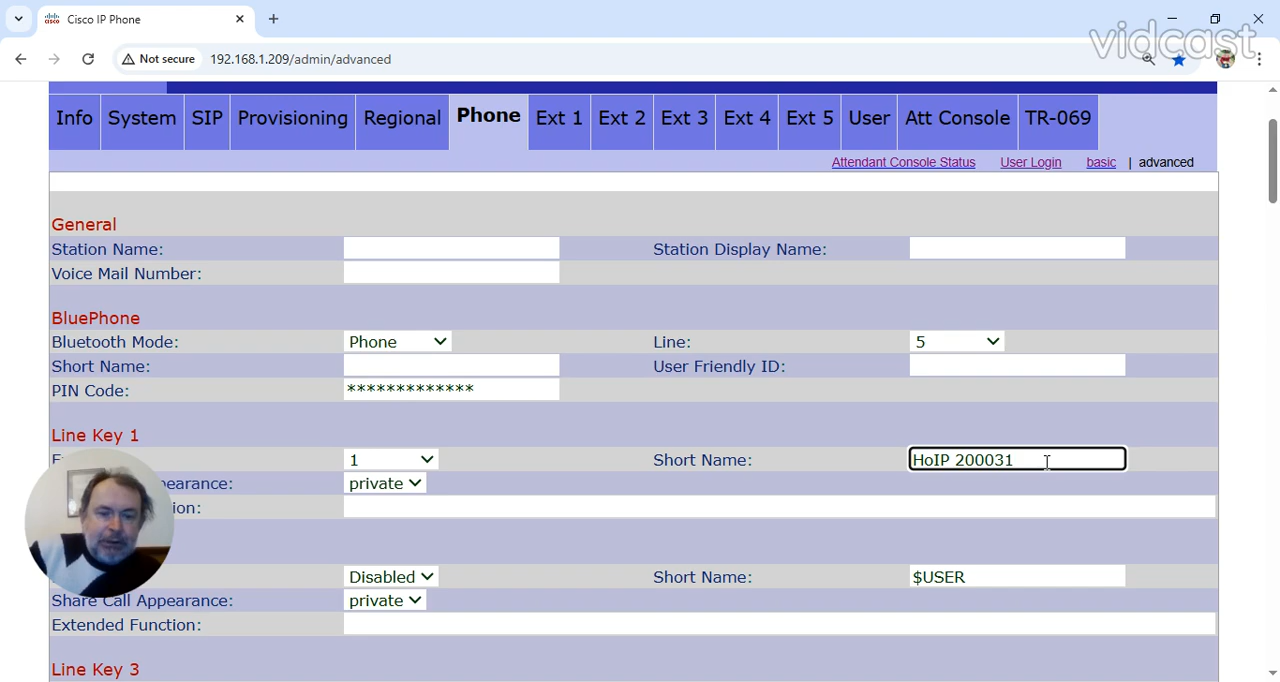 Cisco IP Phone
vidcast
Not secure 192.168.1.209/admin/advanced
Info System SIP Provisioning Regional Phone Ext 1 Ext 2 Ext 3 Ext 4 Ext 5 User Att Console TR-069
Attendant Console Status User Login basic | advanced
General
Station Name: Station Display Name:
Voice Mail Number:
BluePhone
Bluetooth Mode: Phone Line: 5
Short Name: User Friendly ID:
PIN Code: *************
Line Key 1
1 Short Name: HoIP 200031
private
Disabled Short Name: $USER
Share Call Appearance: private
Extended Function:
Line Key 3